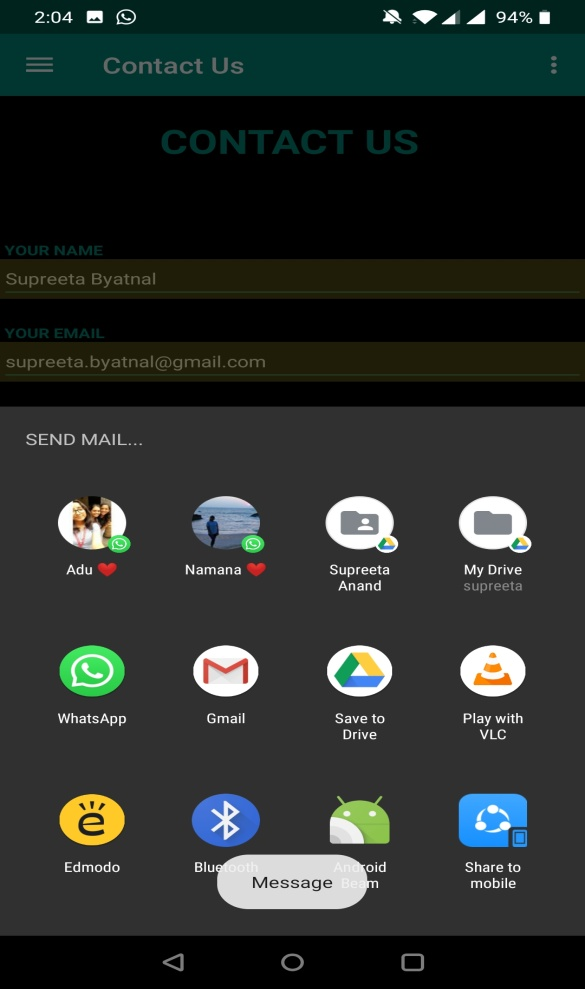 2:04 94%
Contact Us
CONTACT US
YOUR NAME
Supreeta Byatnal
YOUR EMAIL
supreeta.byatnal@gmail.com
SEND MAIL...
Adu ❤ Namana ❤ Supreeta Anand My Drive
supreeta
WhatsApp Gmail Save to Drive Play with VLC
Edmodo Bluetooth Android Beam Share to mobile
Message